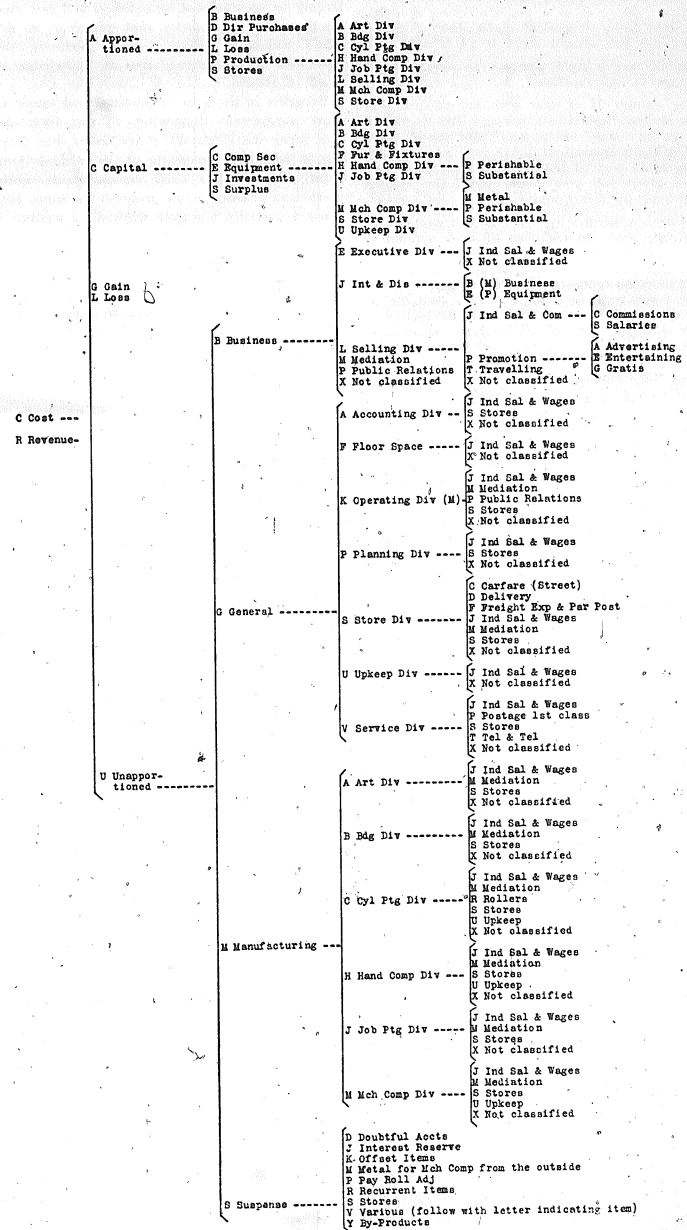 B Business
D Dir Purchases
A Appor-
tioned
G Gain
L Loss
P Production
S Stores
A Art Div
B Bdg Div
C Cyl Ptg Div
H Hand Comp Div
J Job Ptg Div
L Selling Div
M Mch Comp Div
S Store Div
C Capital
C Comp Sec
E Equipment
J Investments
S Surplus
A Art Div
B Bdg Div
C Cyl Ptg Div
F Fur & Fixtures
H Hand Comp Div
J Job Ptg Div
P Perishable
S Substantial
M Mch Comp Div
S Store Div
U Upkeep Div
M Metal
P Perishable
S Substantial
G Gain
L Loss
C Cost ---
R Revenue-
U Unappor-
tioned
B Business
E Executive Div ---
J Ind Sal & Wages
X Not classified
J Int & Dis
B (M) Business
E (P) Equipment
L Selling Div
M Mediation
P Public Relations
X Not classified
J Ind Sal & Com ---
C Commissions
S Salaries
P Promotion
T Travelling
X Not classified
A Advertising
E Entertaining
G Gratis
G General
A Accounting Div --
J Ind Sal & Wages
S Stores
X Not classified
F Floor Space
J Ind Sal & Wages
X Not classified
K Operating Div (M)-
J Ind Sal & Wages
M Mediation
P Public Relations
S Stores
X Not classified
P Planning Div
J Ind Sal & Wages
S Stores
X Not classified
S Store Div
C Carfare (Street)
D Delivery
F Freight Exp & Par Post
J Ind Sal & Wages
M Mediation
S Stores
X Not classified
U Upkeep Div
J Ind Sal & Wages
X Not classified
V Service Div
J Ind Sal & Wages
P Postage 1st class
S Stores
T Tel & Tel
X Not classified
M Manufacturing
A Art Div
J Ind Sal & Wages
M Mediation
S Stores
X Not classified
B Bdg Div
J Ind Sal & Wages
M Mediation
S Stores
X Not classified
C Cyl Ptg Div
J Ind Sal & Wages
M Mediation
R Rollers
S Stores
U Upkeep
X Not classified
H Hand Comp Div
J Ind Sal & Wages
M Mediation
S Stores
U Upkeep
X Not classified
J Job Ptg Div
J Ind Sal & Wages
M Mediation
S Stores
X Not classified
M Mch Comp Div
J Ind Sal & Wages
M Mediation
S Stores
U Upkeep
X Not classified
S Suspense
D Doubtful Accts
J Interest Reserve
K Offset Items
M Metal for Mch Comp from the outside
P Pay Roll Adj
R Recurrent Items
S Stores
V Various (follow with letter indicating item)
Y By-Products